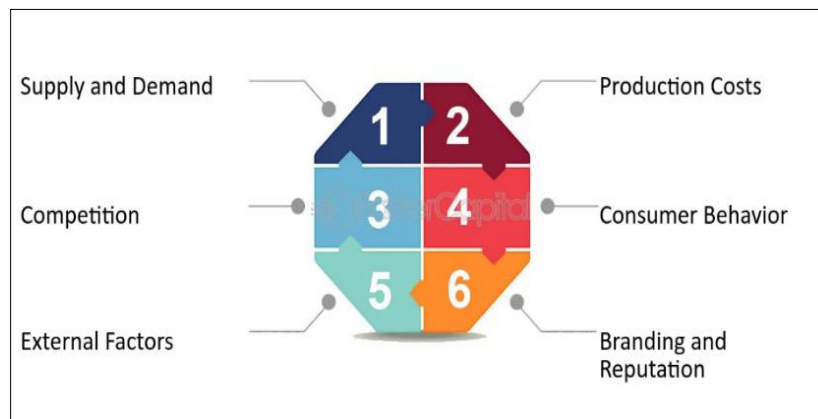 Supply and Demand
Production Costs
1
2
Competition
3
4
Consumer Behavior
External Factors
5
6
Branding and
Reputation